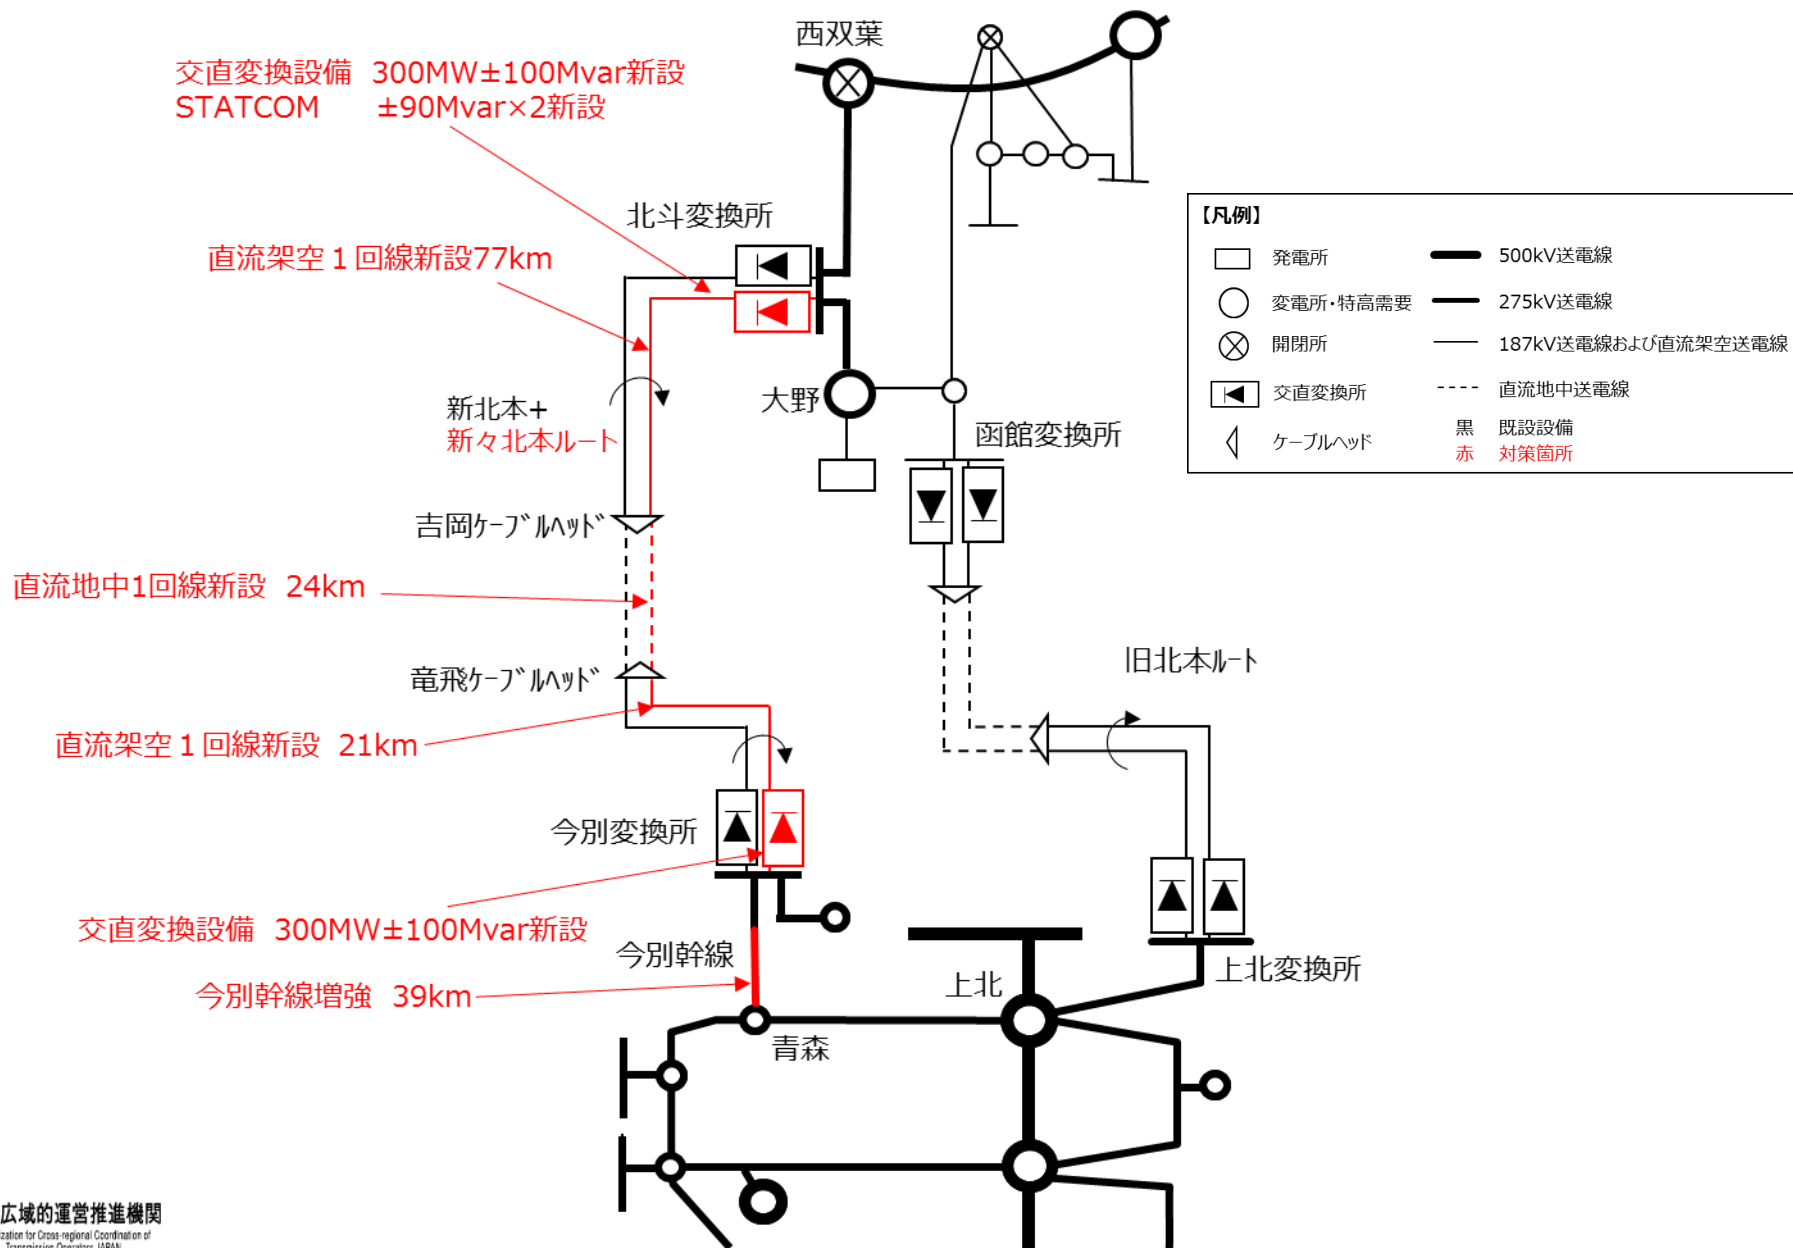 西双葉
交直変換設備 300MW±100Mvar新設
STATCOM ±90Mvar×2新設
北斗変換所
直流架空１回線新設77km
【凡例】
発電所
500kV送電線
変電所・特高需要
275kV送電線
開閉所
187kV送電線および直流架空送電線
交直変換所
直流地中送電線
ケーブルヘッド
黒 既設設備
赤 対策箇所
大野
新北本+
新々北本ルート
函館変換所
吉岡ｹｰﾌﾞﾙﾍｯﾄﾞ
直流地中1回線新設 24km
竜飛ｹｰﾌﾞﾙﾍｯﾄﾞ
旧北本ﾙｰﾄ
直流架空１回線新設 21km
今別変換所
交直変換設備 300MW±100Mvar新設
今別幹線
上北変換所
上北
今別幹線増強 39km
青森
広域的運営推進機関
zation for Cross-regional Coordination of
Transmission Operators, JAPAN